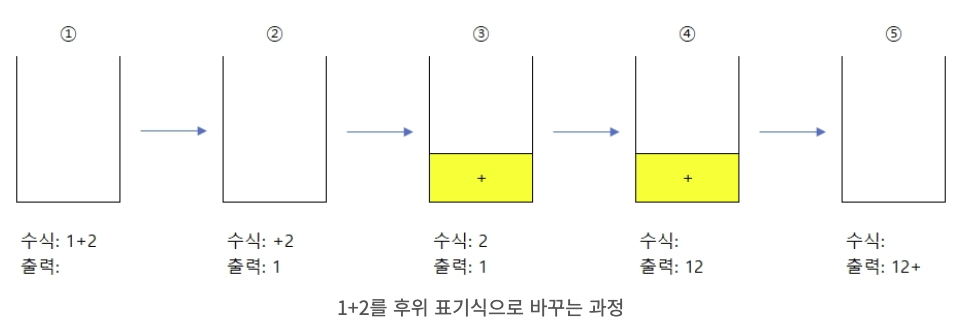 ① ② ③ ④ ⑤
+ +
수식: 1+2 수식: +2 수식: 2 수식: 수식:
출력: 출력: 1 출력: 1 출력: 12 출력: 12+
1+2를 후위 표기식으로 바꾸는 과정